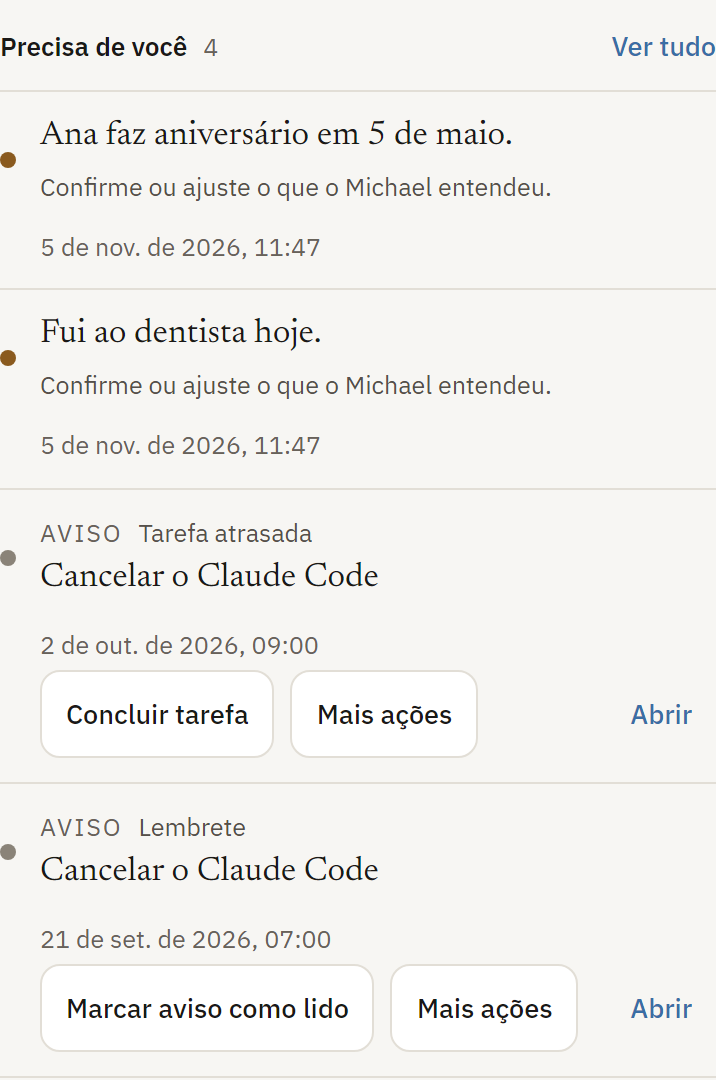 Precisa de você 4 Ver tudo
Ana faz aniversário em 5 de maio.
Confirme ou ajuste o que o Michael entendeu.
5 de nov. de 2026, 11:47
Fui ao dentista hoje.
Confirme ou ajuste o que o Michael entendeu.
5 de nov. de 2026, 11:47
AVISO Tarefa atrasada
Cancelar o Claude Code
2 de out. de 2026, 09:00
Concluir tarefa Mais ações Abrir
AVISO Lembrete
Cancelar o Claude Code
21 de set. de 2026, 07:00
Marcar aviso como lido Mais ações Abrir